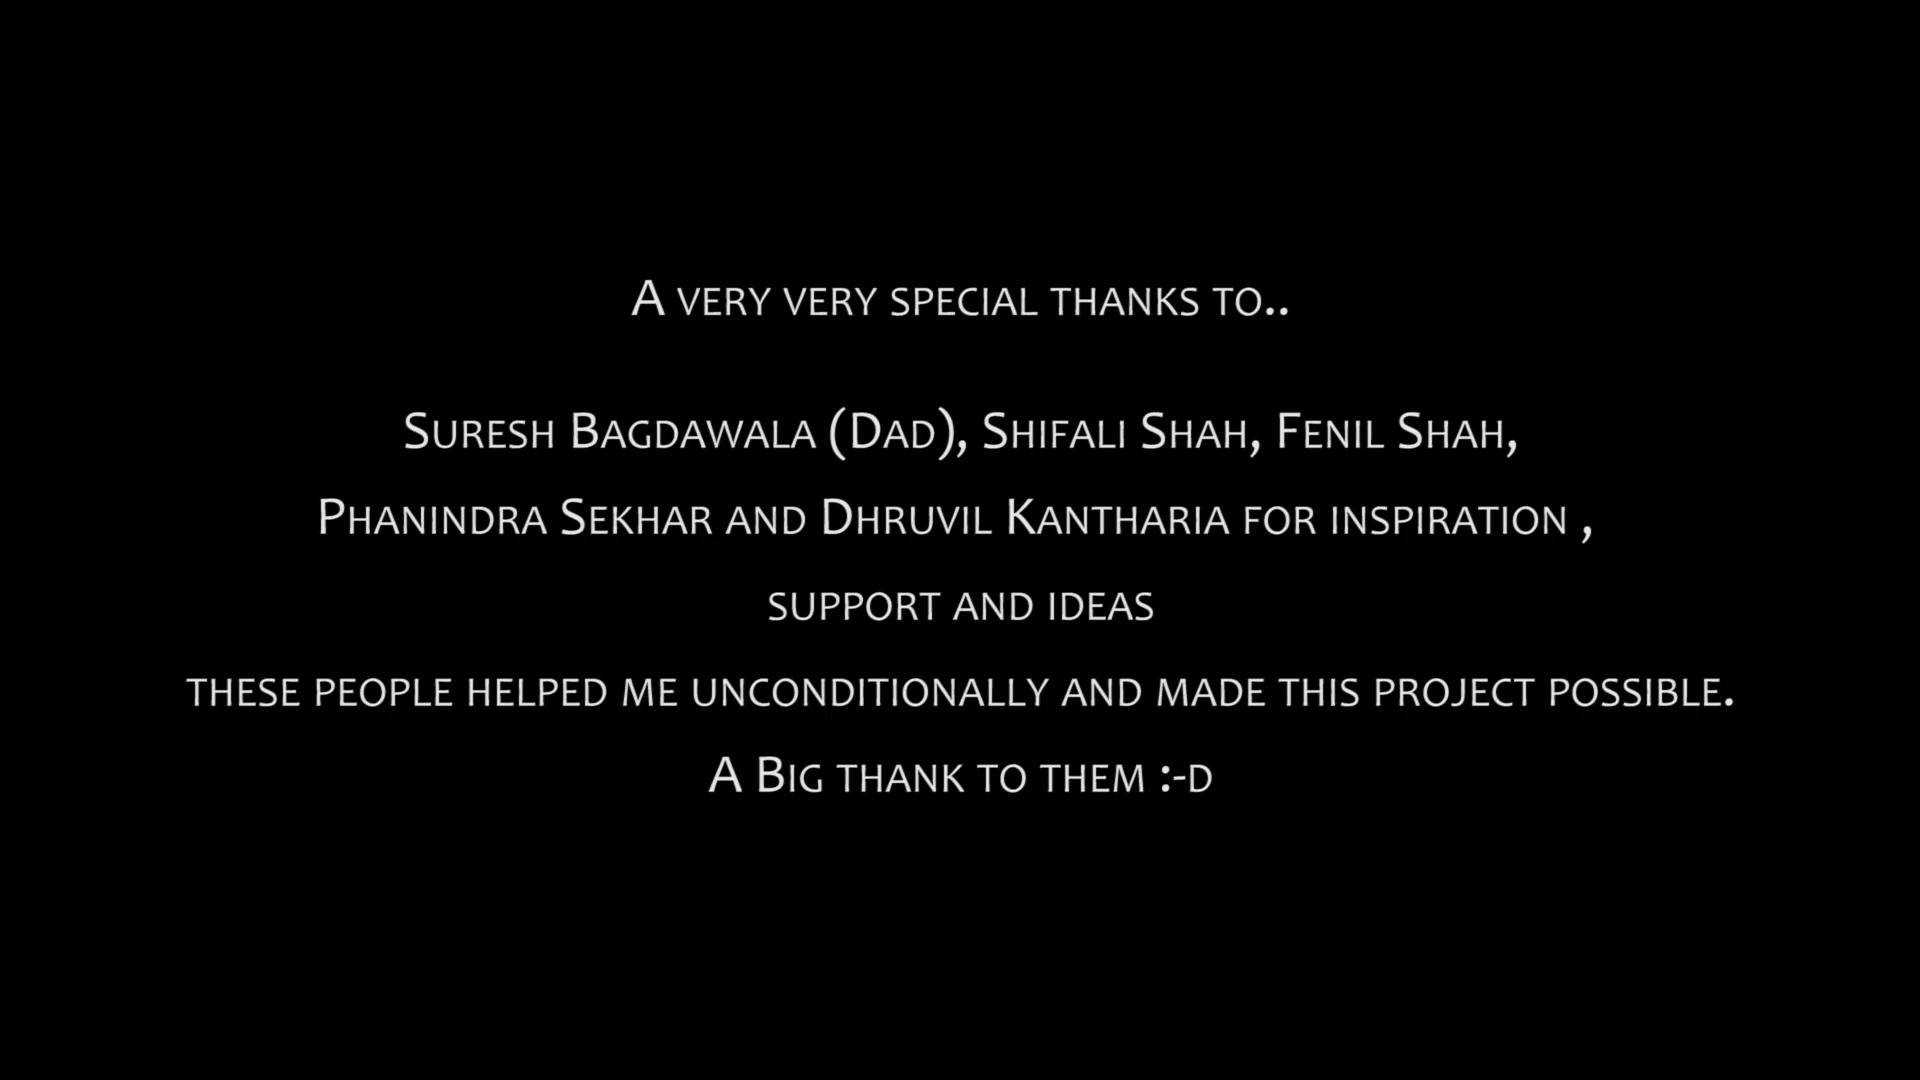 A very very special thanks to..
Suresh Bagdawala (Dad), Shifali Shah, Fenil Shah,
Phanindra Sekhar and Dhruvil Kantharia for inspiration ,
support and ideas
these people helped me unconditionally and made this project possible.
A Big thank to them :-d